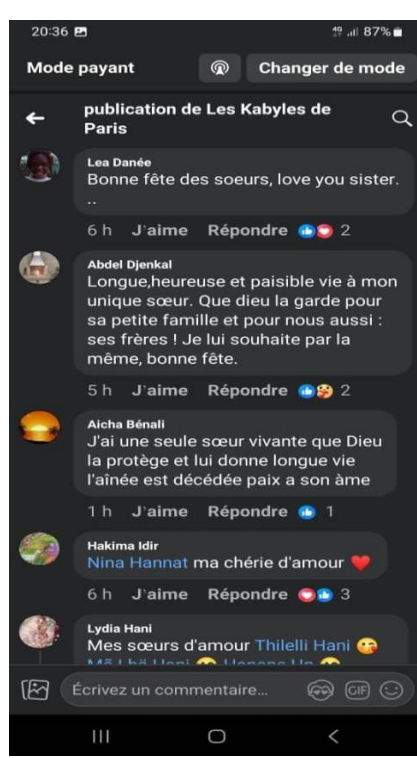 20:36 87%
Mode payant Changer de mode
publication de Les Kabyles de
Paris
Lea Danée
Bonne fête des soeurs, love you sister.
..
6 h J'aime Répondre 2
Abdel Djenkal
Longue,heureuse et paisible vie à mon
unique sœur. Que dieu la garde pour
sa petite famille et pour nous aussi :
ses frères ! Je lui souhaite par la
même, bonne fête.
5 h J'aime Répondre 2
Aicha Bénali
J'ai une seule sœur vivante que Dieu
la protège et lui donne longue vie
l'aînée est décédée paix a son àme
1 h J'aime Répondre 1
Hakima Idir
Nina Hannat ma chérie d'amour ❤️
6 h J'aime Répondre 3
Lydia Hani
Mes sœurs d'amour Thilelli Hani 😘
Écrivez un commentaire... GIF